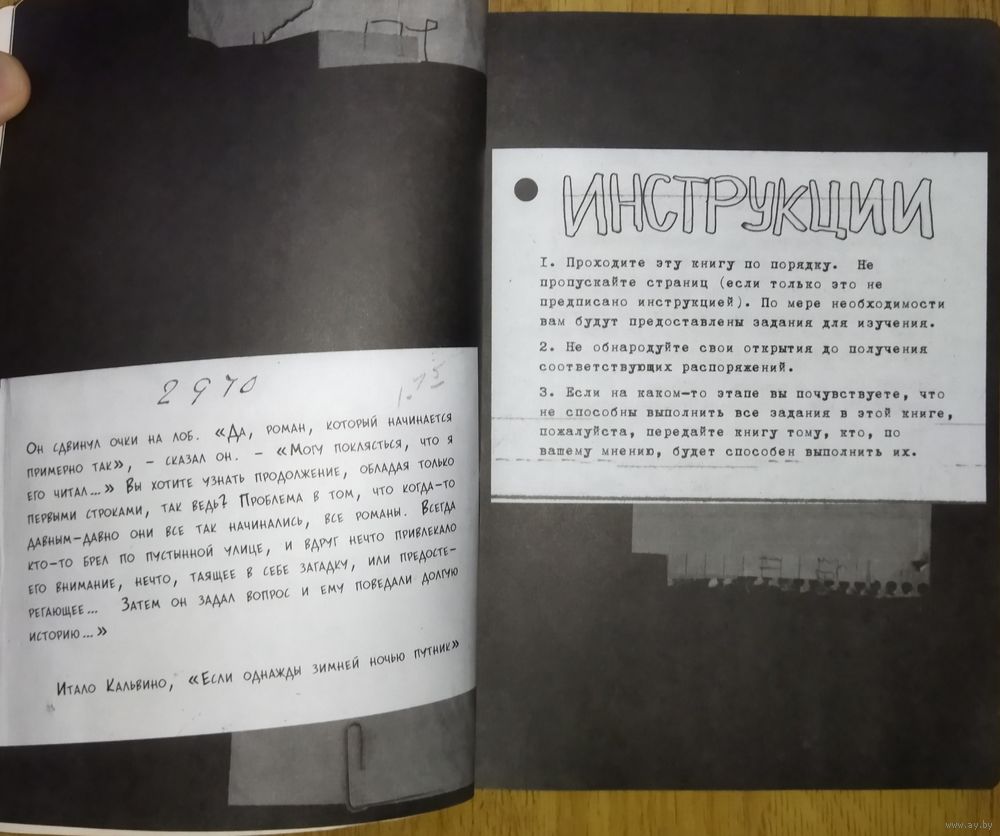 2970
1.75
Он сдвинул очки на лоб. «Да, роман, который начинается
примерно так», – сказал он. – «Могу поклясться, что я
его читал...» Вы хотите узнать продолжение, обладая только
первыми строками, так ведь? Проблема в том, что когда-то
давным-давно они все так начинались, все романы. Всегда
кто-то брел по пустынной улице, и вдруг нечто привлекало
его внимание, нечто, таящее в себе загадку, или предосте-
регающее... Затем он задал вопрос и ему поведали долгую
историю...»
Итало Кальвино, «Если однажды зимней ночью путник»
ИНСТРУКЦИИ
1. Проходите эту книгу по порядку. Не
пропускайте страниц (если только это не
предписано инструкцией). По мере необходимости
вам будут предоставлены задания для изучения.
2. Не обнародуйте свои открытия до получения
соответствующих распоряжений.
3. Если на каком-то этапе вы почувствуете, что
не способны выполнить все задания в этой книге,
пожалуйста, передайте книгу тому, кто, по
вашему мнению, будет способен выполнить их.
www.ay.by